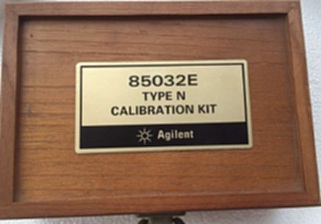 85032E
TYPE N
CALIBRATION KIT
Agilent